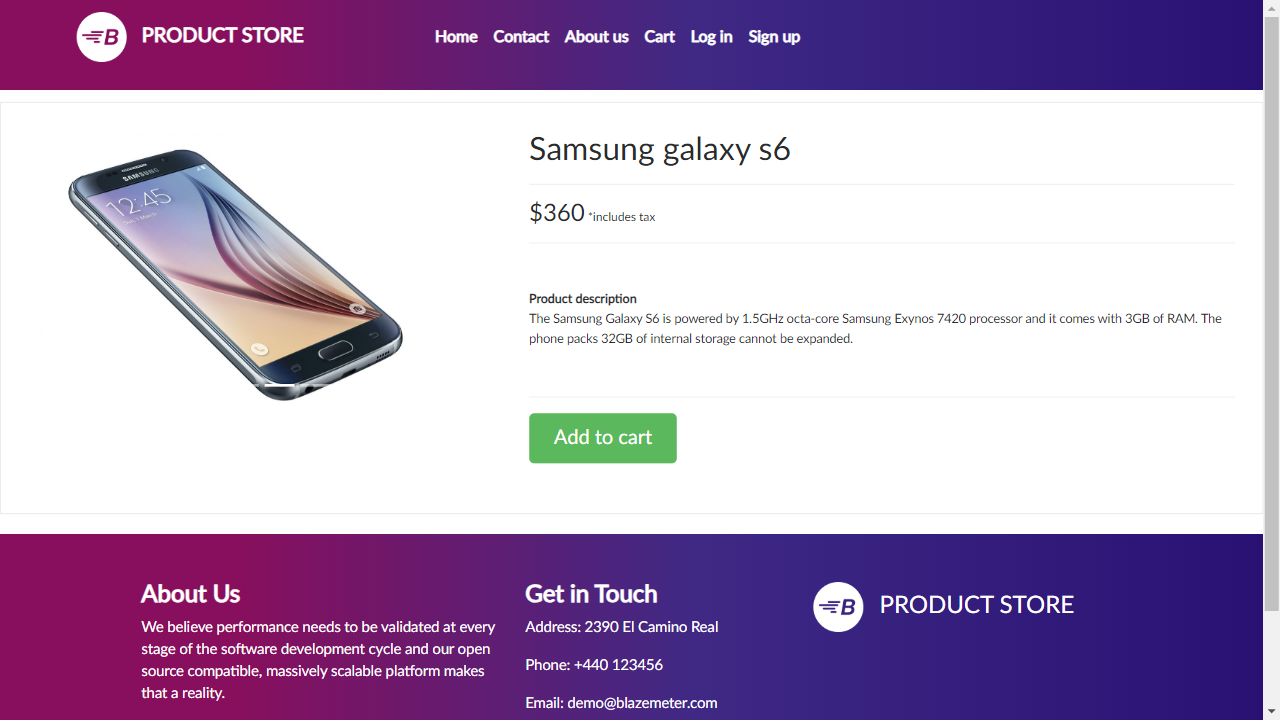 B PRODUCT STORE
Home Contact About us Cart Log in Sign up
SAMSUNG
12:45
Samsung galaxy s6
$360 *includes tax
Product description
The Samsung Galaxy S6 is powered by 1.5GHz octa-core Samsung Exynos 7420 processor and it comes with 3GB of RAM. The
phone packs 32GB of internal storage cannot be expanded.
Add to cart
About Us
We believe performance needs to be validated at every
stage of the software development cycle and our open
source compatible, massively scalable platform makes
that a reality.
Get in Touch
Address: 2390 El Camino Real
Phone: +440 123456
Email: demo@blazemeter.com
B PRODUCT STORE